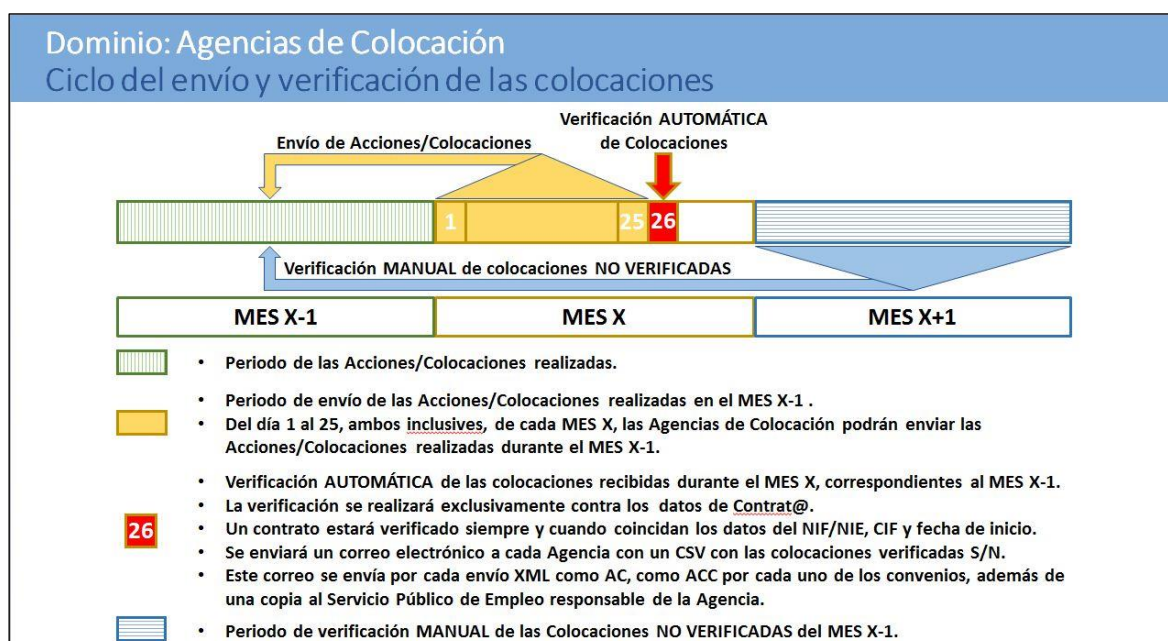 Dominio: Agencias de Colocación
Ciclo del envío y verificación de las colocaciones
Verificación AUTOMÁTICA
de Colocaciones
Envío de Acciones/Colocaciones
1
25
26
Verificación MANUAL de colocaciones NO VERIFICADAS
MES X-1
MES X
MES X+1
• Periodo de las Acciones/Colocaciones realizadas.
• Periodo de envío de las Acciones/Colocaciones realizadas en el MES X-1 .
• Del día 1 al 25, ambos inclusives, de cada MES X, las Agencias de Colocación podrán enviar las
Acciones/Colocaciones realizadas durante el MES X-1.
26
• Verificación AUTOMÁTICA de las colocaciones recibidas durante el MES X, correspondientes al MES X-1.
• La verificación se realizará exclusivamente contra los datos de Contrat@.
• Un contrato estará verificado siempre y cuando coincidan los datos del NIF/NIE, CIF y fecha de inicio.
• Se enviará un correo electrónico a cada Agencia con un CSV con las colocaciones verificadas S/N.
• Este correo se envía por cada envío XML como AC, como ACC por cada uno de los convenios, además de
una copia al Servicio Público de Empleo responsable de la Agencia.
• Periodo de verificación MANUAL de las Colocaciones NO VERIFICADAS del MES X-1.